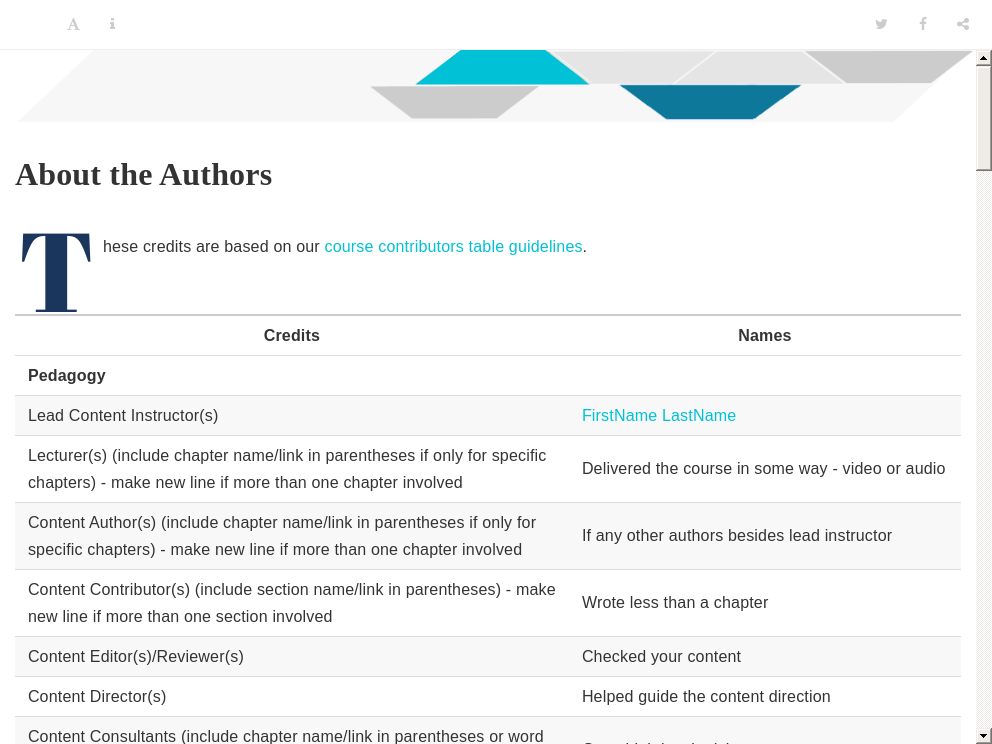 A
About the Authors
These credits are based on our course contributors table guidelines.
Credits Names
Pedagogy
Lead Content Instructor(s) FirstName LastName
Lecturer(s) (include chapter name/link in parentheses if only for specific
chapters) - make new line if more than one chapter involved
Delivered the course in some way - video or audio
Content Author(s) (include chapter name/link in parentheses if only for
specific chapters) - make new line if more than one chapter involved
If any other authors besides lead instructor
Content Contributor(s) (include section name/link in parentheses) - make
new line if more than one section involved
Wrote less than a chapter
Content Editor(s)/Reviewer(s) Checked your content
Content Director(s) Helped guide the content direction
Content Consultants (include chapter name/link in parentheses or word